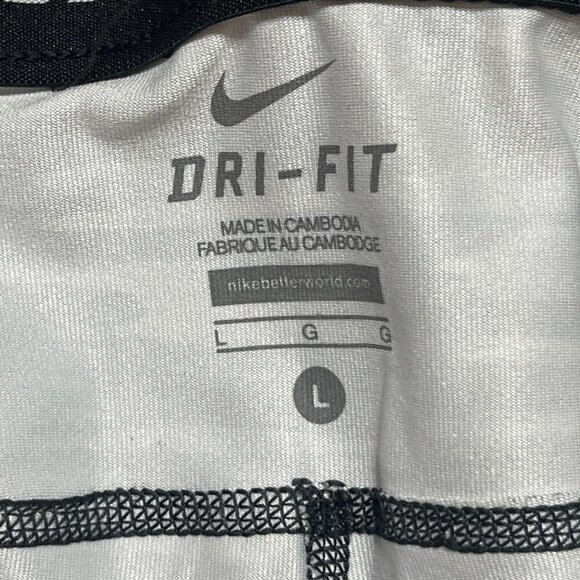 DRI-FIT
MADE IN CAMBODIA
FABRIQUE AU CAMBODGE
nikebetterworld.com
L G G
L